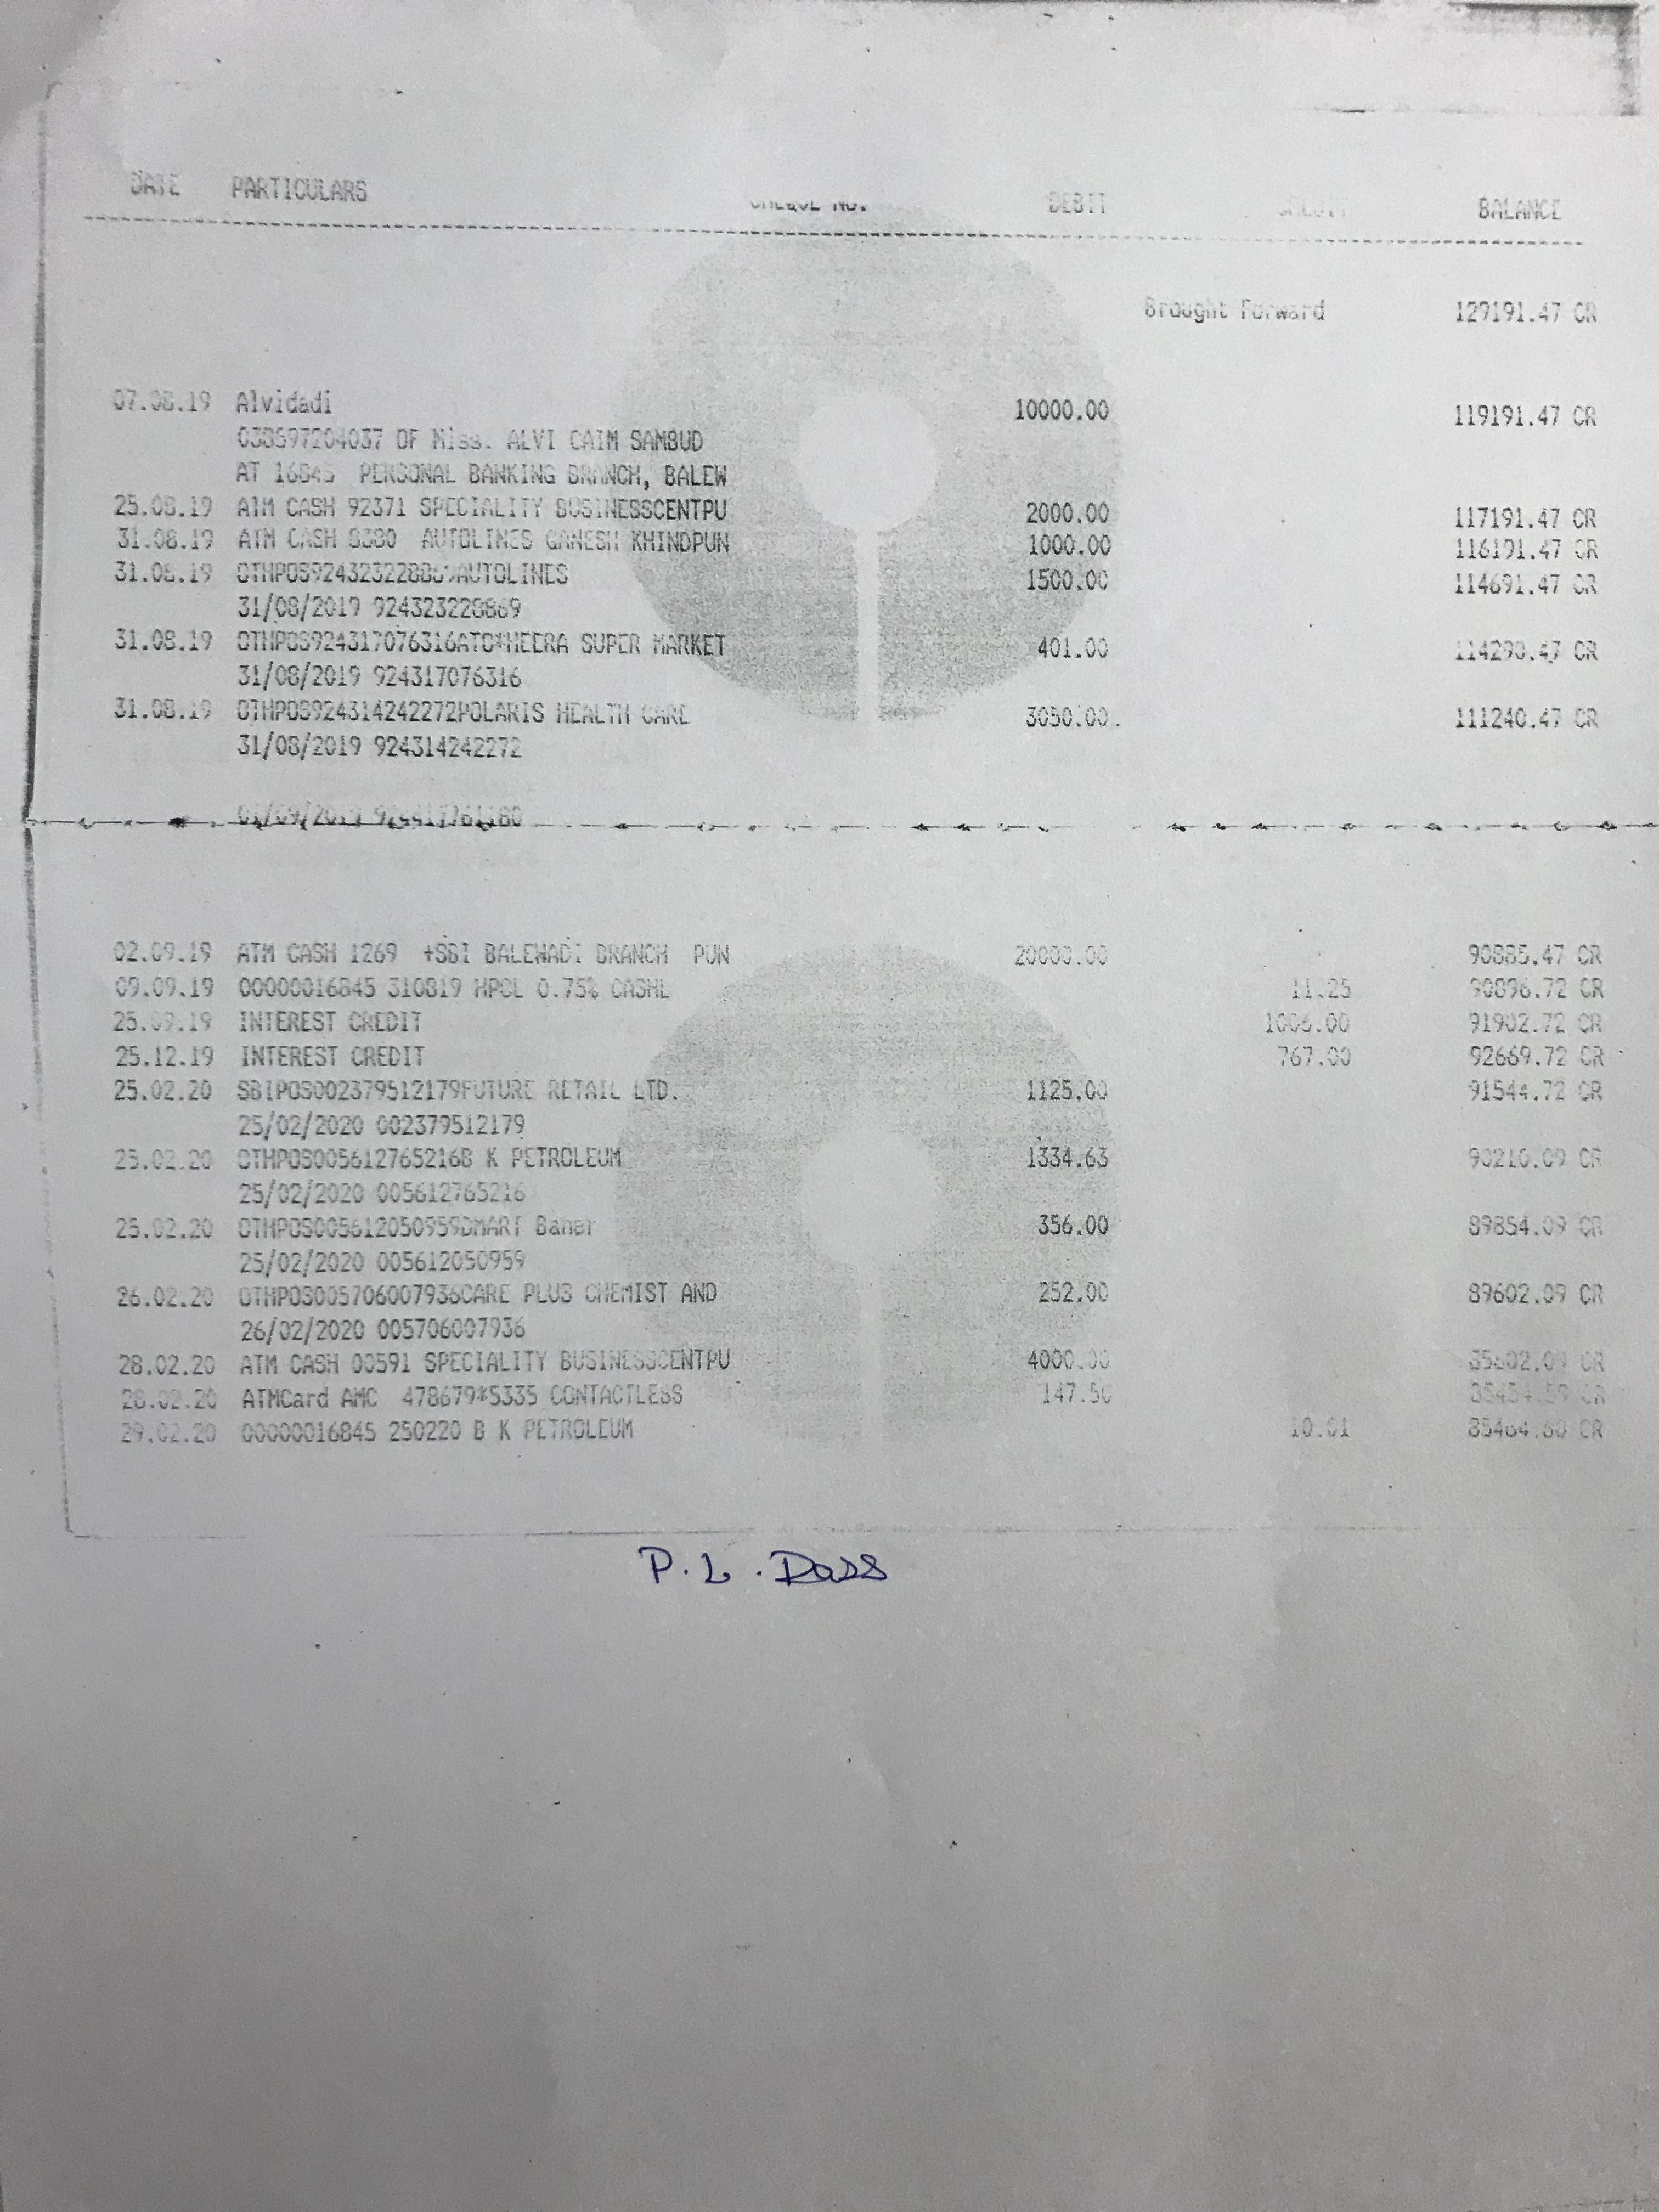 DATE PARTICULARS CHEQUE NO. DEBIT CREDIT BALANCE
Brought Forward 129191.47 CR
07.08.19 Alvidadi 10000.00 119191.47 CR
OF Miss. ALVI CAIM SAMBUD
AT 16845 PERSONAL BANKING BRANCH, BALEW
25.08.19 ATM CASH 92371 SPECIALITY BUSINESSCENTPU 2000.00 117191.47 CR
31.08.19 ATM CASH 8380 AUTOLINES GANESH KHINDPUN 1000.00 116191.47 CR
31.08.19 OTHPOS924323228869AUTOLINES 1500.00 114691.47 CR
31/08/2019 924323228869
31.08.19 OTHPOS924317076316ATO*HEERA SUPER MARKET 401.00 114290.47 CR
31/08/2019 924317076316
31.08.19 OTHPOS924314242272POLARIS HEALTH CARE 3050.00 111240.47 CR
31/08/2019 924314242272
01/09/2019
02.09.19 ATM CASH 1269 +SBI BALEWADI BRANCH PUN 20000.00 90885.47 CR
09.09.19 00000016845 310819 HPCL 0.75% CASHL 11.25 90896.72 CR
25.09.19 INTEREST CREDIT 1006.00 91902.72 CR
25.12.19 INTEREST CREDIT 767.00 92669.72 CR
25.02.20 SBIPOS002379512179FUTURE RETAIL LTD. 1125.00 91544.72 CR
25/02/2020 002379512179
25.02.20 OTHPOS005612765216B K PETROLEUM 1334.63 90210.09 CR
25/02/2020 005612765216
25.02.20 OTHPOS005612050959DMART Baner 356.00 89854.09 CR
25/02/2020 005612050959
26.02.20 OTHPOS005706007936CARE PLUS CHEMIST AND 252.00 89602.09 CR
26/02/2020 005706007936
28.02.20 ATM CASH 00591 SPECIALITY BUSINESSCENTPU 4000.00 85602.09 CR
28.02.20 ATMCard AMC 478679*5335 CONTACTLESS 147.50 85454.59 CR
29.02.20 00000016845 250220 B K PETROLEUM 10.01 85464.60 CR
P. L. Dass